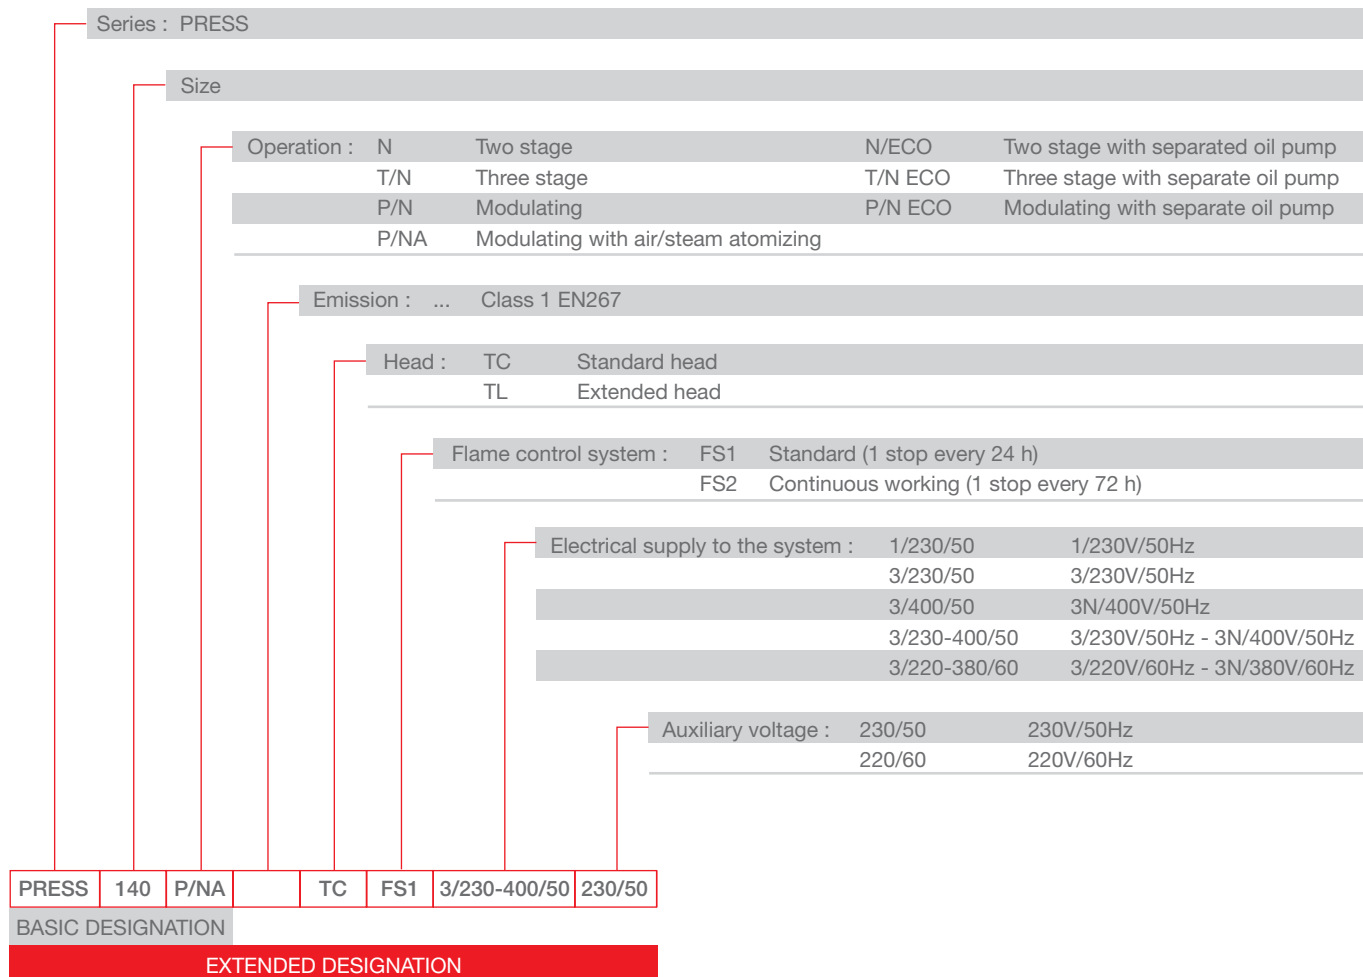 Series : PRESS
Size
Operation : N Two stage N/ECO Two stage with separated oil pump
T/N Three stage T/N ECO Three stage with separate oil pump
P/N Modulating P/N ECO Modulating with separate oil pump
P/NA Modulating with air/steam atomizing
Emission : ... Class 1 EN267
Head : TC Standard head
TL Extended head
Flame control system : FS1 Standard (1 stop every 24 h)
FS2 Continuous working (1 stop every 72 h)
Electrical supply to the system : 1/230/50 1/230V/50Hz
3/230/50 3/230V/50Hz
3/400/50 3N/400V/50Hz
3/230-400/50 3/230V/50Hz - 3N/400V/50Hz
3/220-380/60 3/220V/60Hz - 3N/380V/60Hz
Auxiliary voltage : 230/50 230V/50Hz
220/60 220V/60Hz
PRESS 140 P/NA TC FS1 3/230-400/50 230/50
BASIC DESIGNATION
EXTENDED DESIGNATION